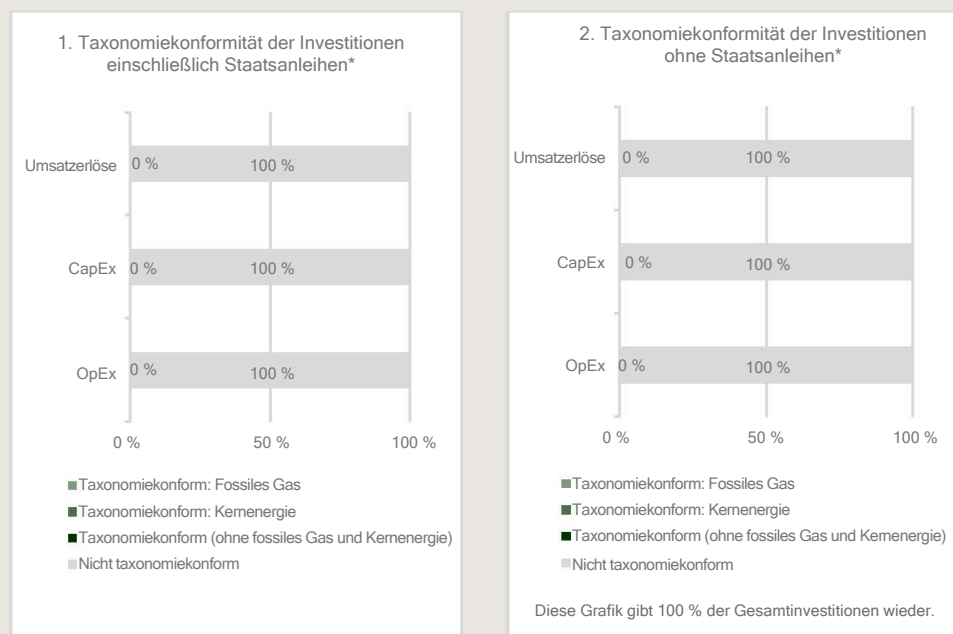 1. Taxonomiekonformität der Investitionen
einschließlich Staatsanleihen*
Umsatzerlöse 0 % 100 %
CapEx 0 % 100 %
OpEx 0 % 100 %
0 % 50 % 100 %
Taxonomiekonform: Fossiles Gas
Taxonomiekonform: Kernenergie
Taxonomiekonform (ohne fossiles Gas und Kernenergie)
Nicht taxonomiekonform
2. Taxonomiekonformität der Investitionen
ohne Staatsanleihen*
Umsatzerlöse 0 % 100 %
CapEx 0 % 100 %
OpEx 0 % 100 %
0 % 50 % 100 %
Taxonomiekonform: Fossiles Gas
Taxonomiekonform: Kernenergie
Taxonomiekonform (ohne fossiles Gas und Kernenergie)
Nicht taxonomiekonform
Diese Grafik gibt 100 % der Gesamtinvestitionen wieder.